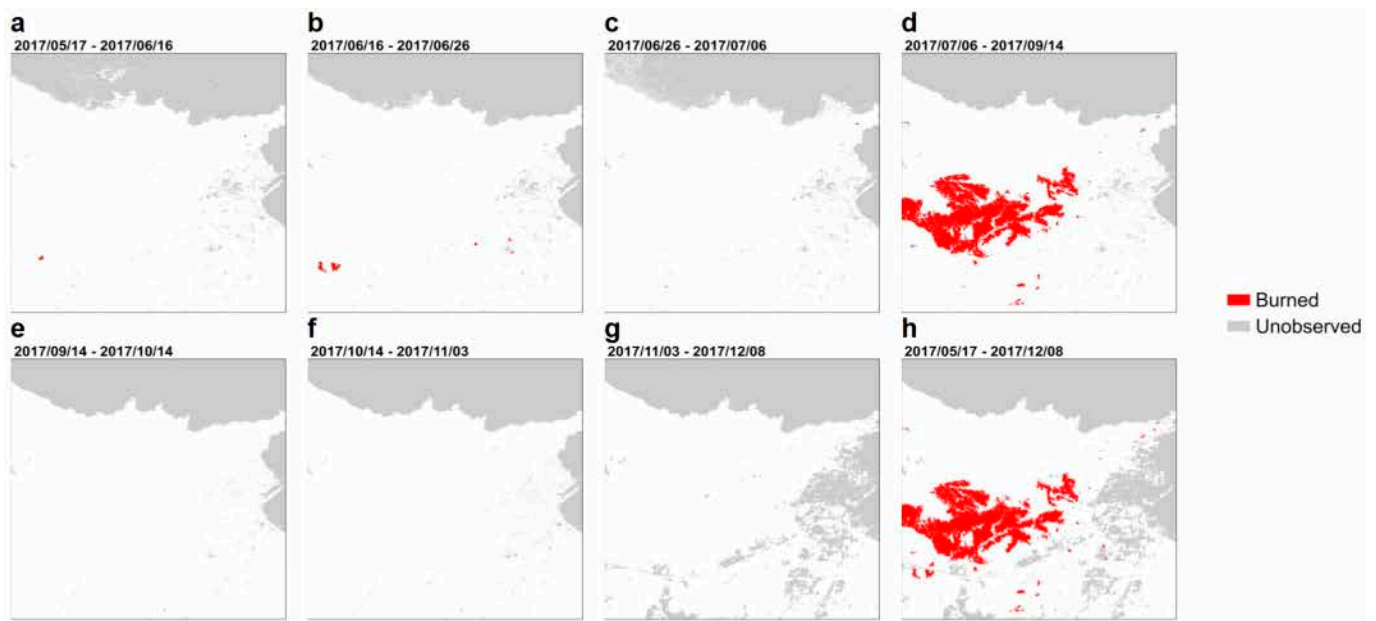 a
2017/05/17 - 2017/06/16
b
2017/06/16 - 2017/06/26
c
2017/06/26 - 2017/07/06
d
2017/07/06 - 2017/09/14
e
2017/09/14 - 2017/10/14
f
2017/10/14 - 2017/11/03
g
2017/11/03 - 2017/12/08
h
2017/05/17 - 2017/12/08
Burned
Unobserved